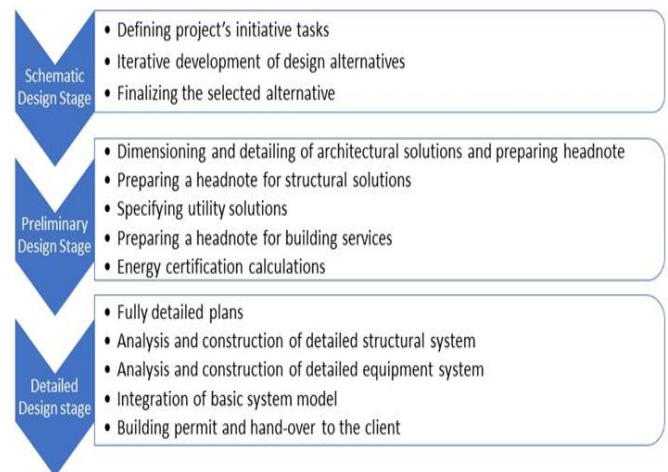 Schematic
Design Stage
• Defining project's initiative tasks
• Iterative development of design alternatives
• Finalizing the selected alternative
Preliminary
Design Stage
• Dimensioning and detailing of architectural solutions and preparing headnote
• Preparing a headnote for structural solutions
• Specifying utility solutions
• Preparing a headnote for building services
• Energy certification calculations
Detailed
Design stage
• Fully detailed plans
• Analysis and construction of detailed structural system
• Analysis and construction of detailed equipment system
• Integration of basic system model
• Building permit and hand-over to the client